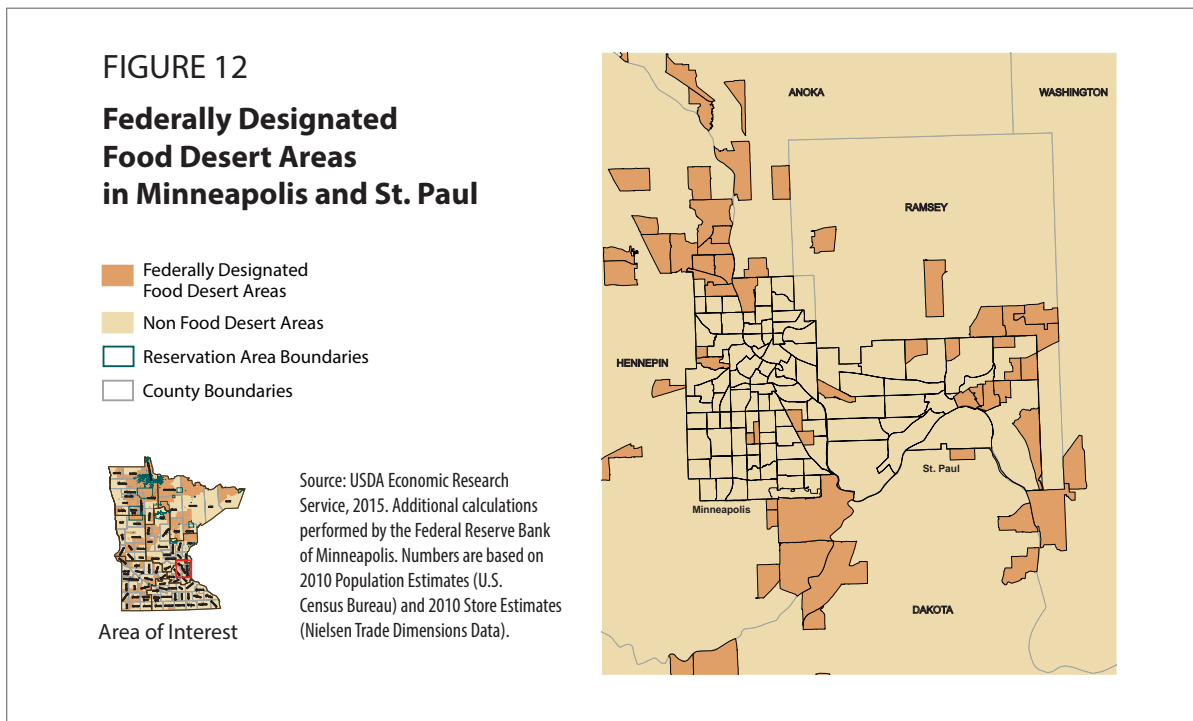 FIGURE 12
Federally Designated
Food Desert Areas
in Minneapolis and St. Paul
Federally Designated
Food Desert Areas
Non Food Desert Areas
Reservation Area Boundaries
County Boundaries
Area of Interest
Source: USDA Economic Research
Service, 2015. Additional calculations
performed by the Federal Reserve Bank
of Minneapolis. Numbers are based on
2010 Population Estimates (U.S.
Census Bureau) and 2010 Store Estimates
(Nielsen Trade Dimensions Data).
ANOKA
WASHINGTON
RAMSEY
HENNEPIN
St. Paul
Minneapolis
DAKOTA